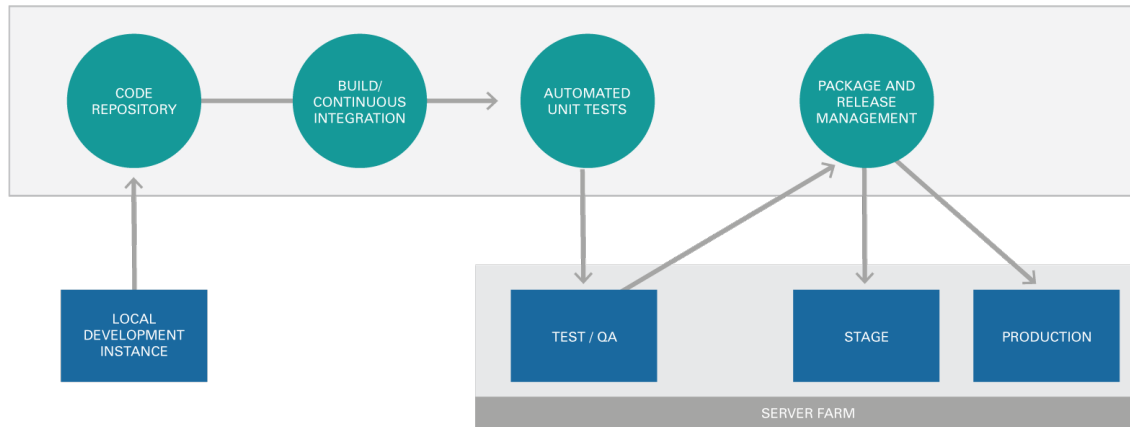 CODE
REPOSITORY
BUILD/
CONTINUOUS
INTEGRATION
AUTOMATED
UNIT TESTS
PACKAGE AND
RELEASE
MANAGEMENT
LOCAL
DEVELOPMENT
INSTANCE
TEST / QA
STAGE
PRODUCTION
SERVER FARM